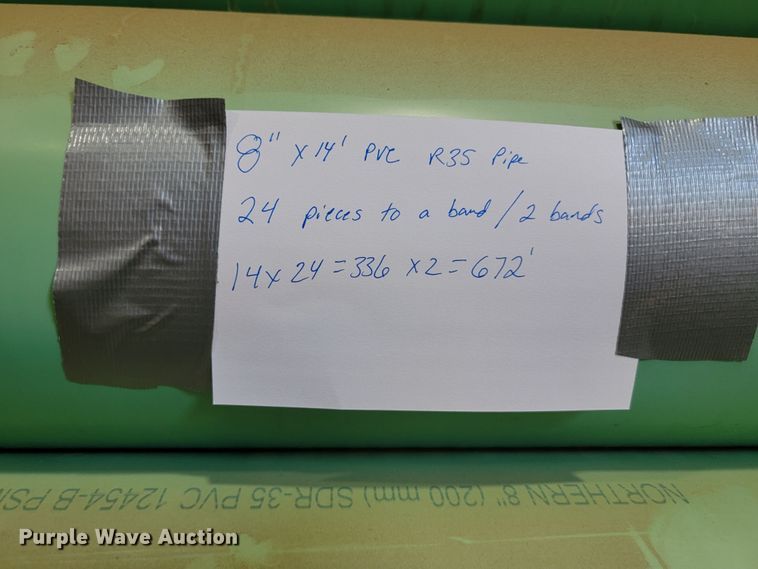 8" x 14' PVC R35 Pipe
24 pieces to a band / 2 bands
14 x 24 = 336 x 2 = 672'
NORTHERN 8" (200 mm) SDR-35 PVC 12454-B PSM
Purple Wave Auction